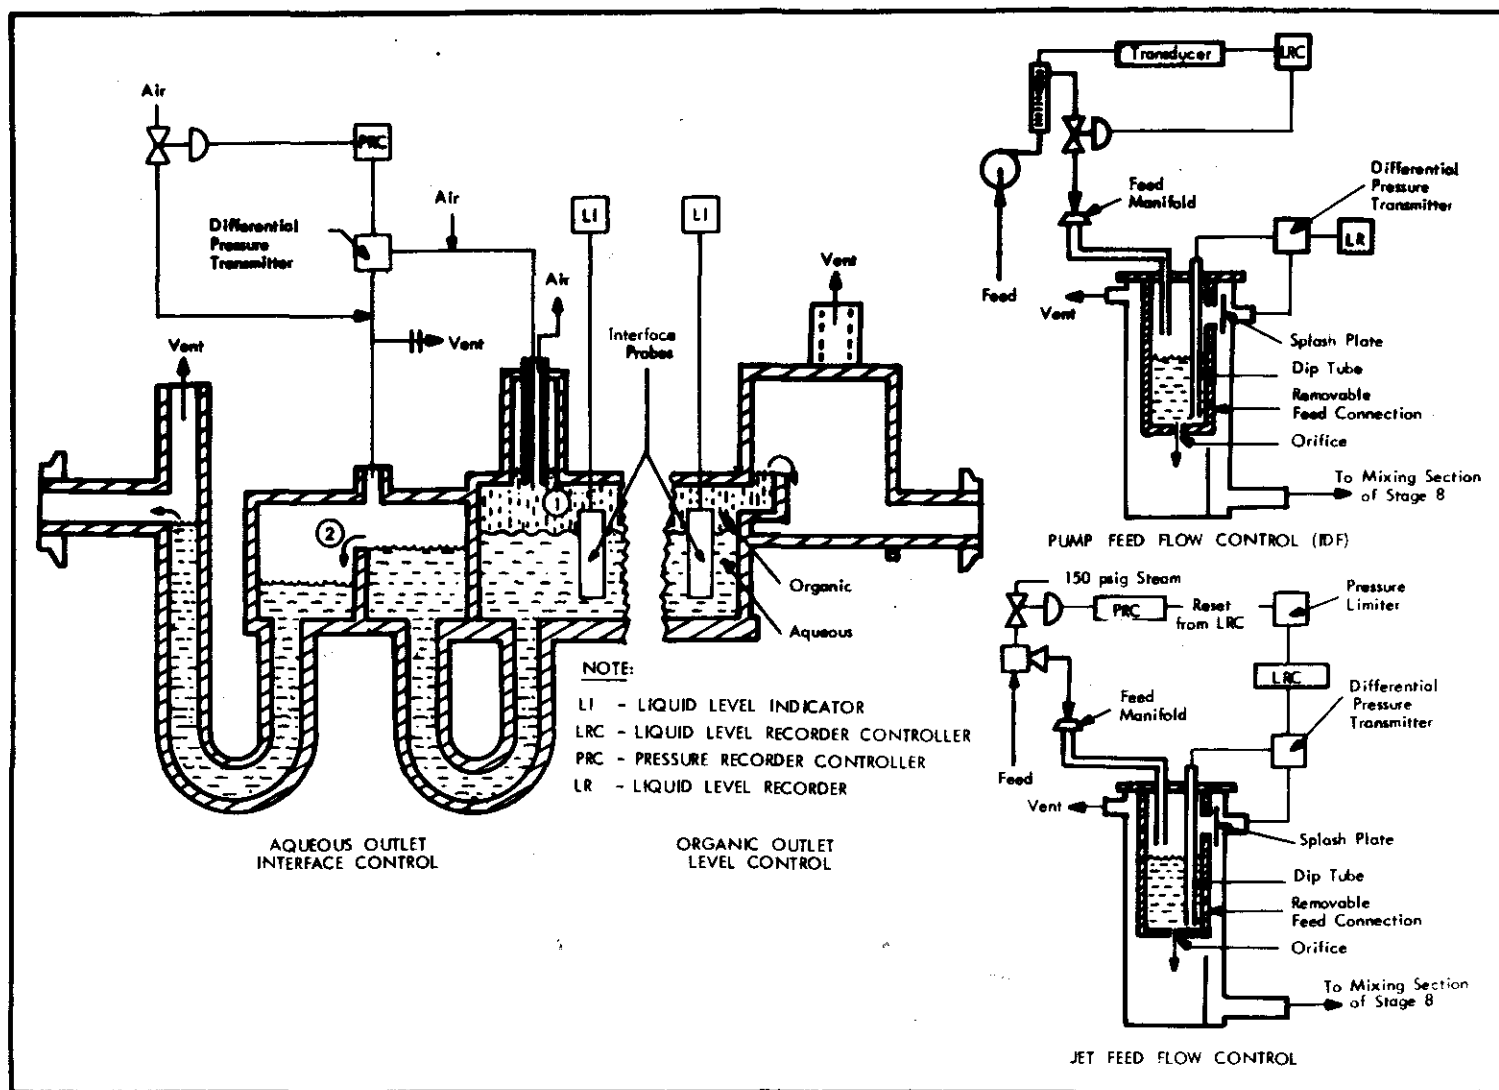 Air
PRC
Air
Differential
Pressure
Transmitter
LI
LI
Vent
Air
Interface
Probes
Vent
Vent
1
2
Organic
Aqueous
NOTE:
LI - LIQUID LEVEL INDICATOR
LRC - LIQUID LEVEL RECORDER CONTROLLER
PRC - PRESSURE RECORDER CONTROLLER
LR - LIQUID LEVEL RECORDER
AQUEOUS OUTLET
INTERFACE CONTROL
ORGANIC OUTLET
LEVEL CONTROL
Transducer
LRC
Feed
Manifold
Differential
Pressure
Transmitter
LR
Feed
Vent
Splash Plate
Dip Tube
Removable
Feed Connection
Orifice
To Mixing Section
of Stage 8
PUMP FEED FLOW CONTROL (IDF)
150 psig Steam
PRC
Reset
from LRC
Pressure
Limiter
LRC
Feed
Manifold
Differential
Pressure
Transmitter
Feed
Vent
Splash Plate
Dip Tube
Removable
Feed Connection
Orifice
To Mixing Section
of Stage 8
JET FEED FLOW CONTROL